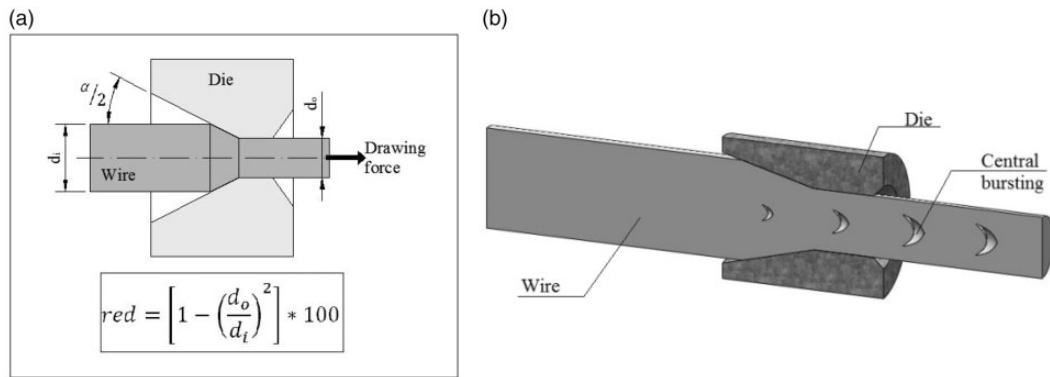 (a)
α/2
Die
dₒ
dᵢ
Wire
Drawing
force
red = [1 − (dₒ/dᵢ)²] * 100
(b)
Die
Central
bursting
Wire